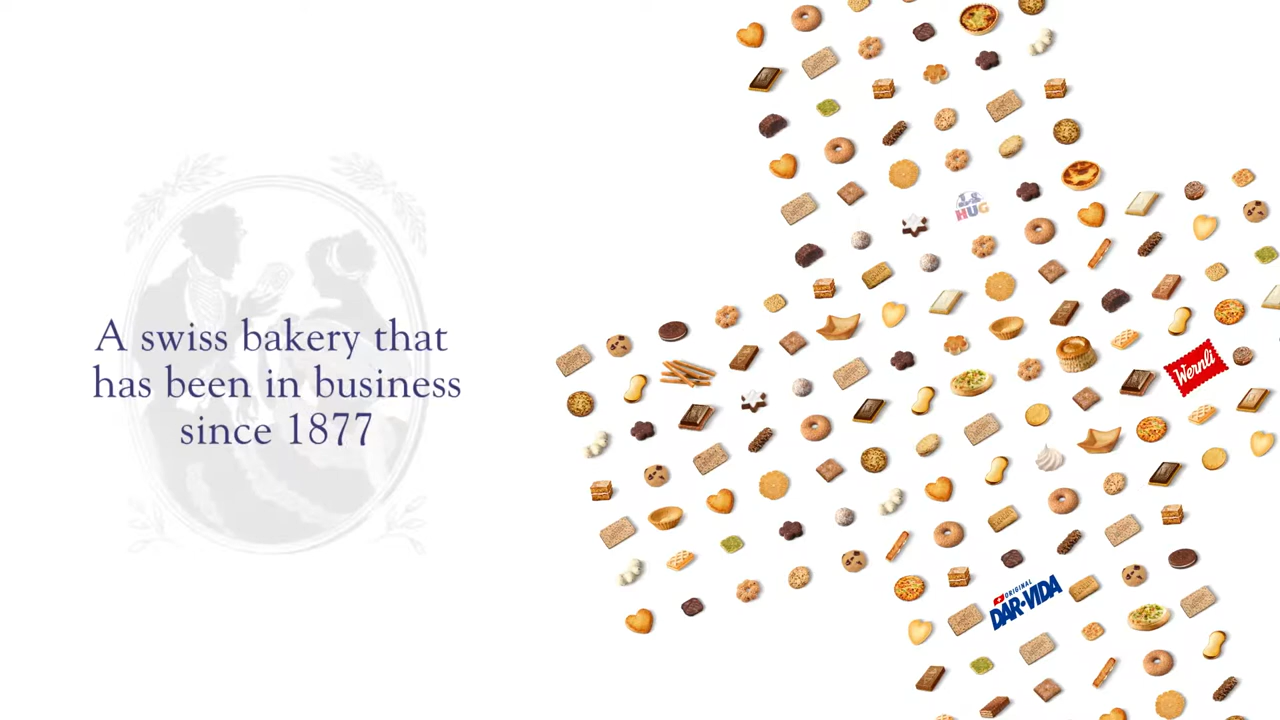 A swiss bakery that
has been in business
since 1877
HUG
Wernli
ORIGINAL
DAR·VIDA